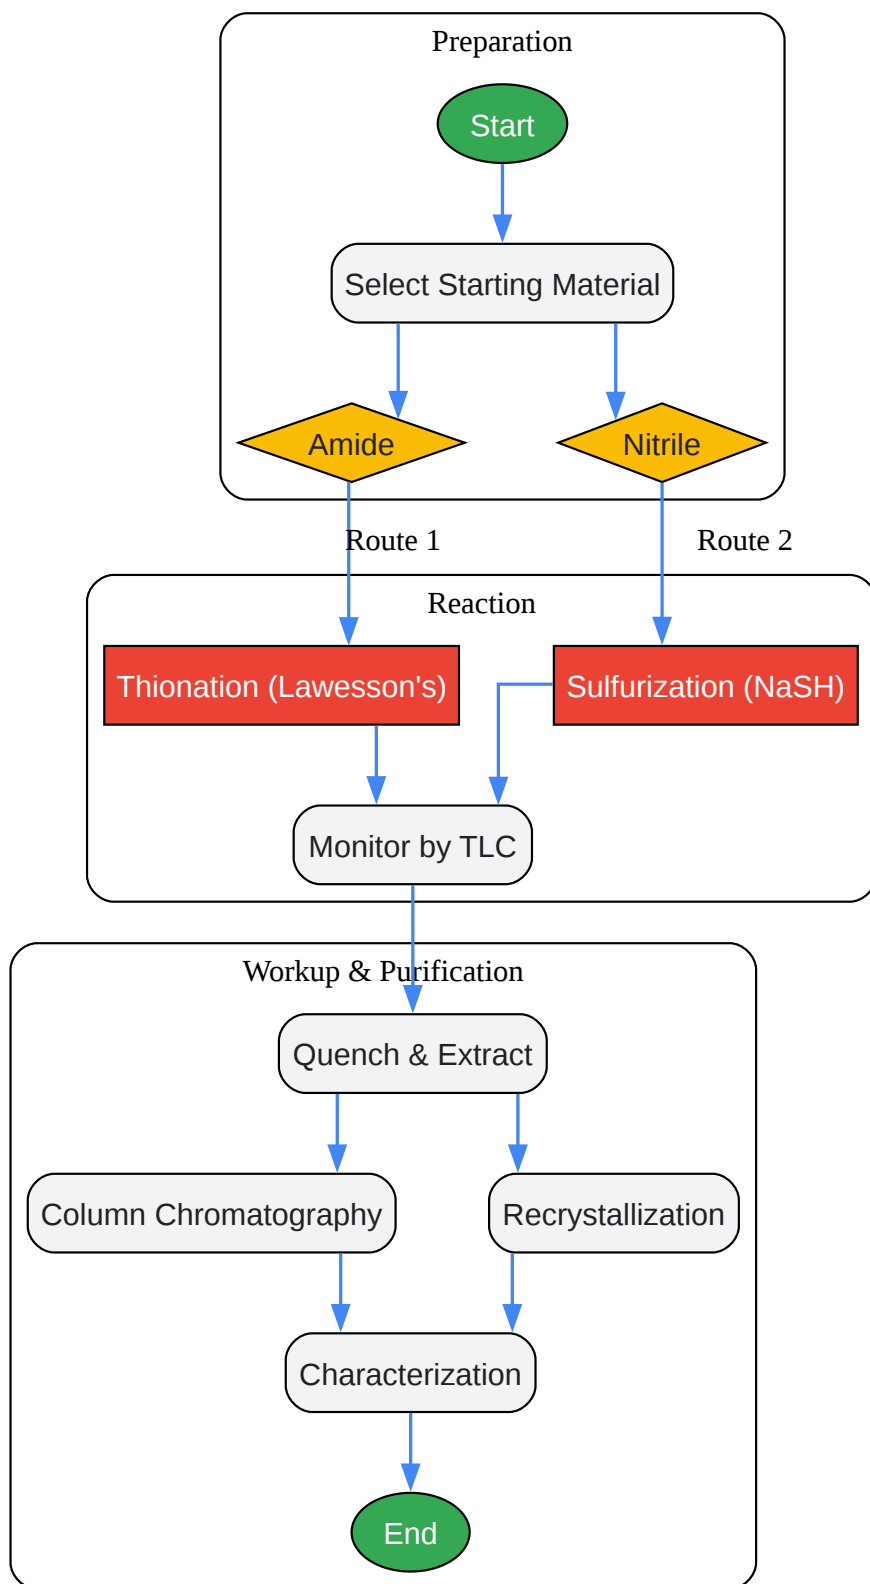 Preparation
Start
Select Starting Material
Amide
Nitrile
Route 1
Route 2
Reaction
Thionation (Lawesson's)
Sulfurization (NaSH)
Monitor by TLC
Workup & Purification
Quench & Extract
Column Chromatography
Recrystallization
Characterization
End